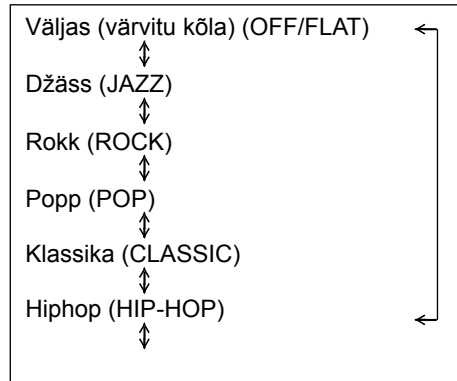 Väljas (värvitu kõla) (OFF/FLAT)
Džäss (JAZZ)
Rokk (ROCK)
Popp (POP)
Klassika (CLASSIC)
Hiphop (HIP-HOP)